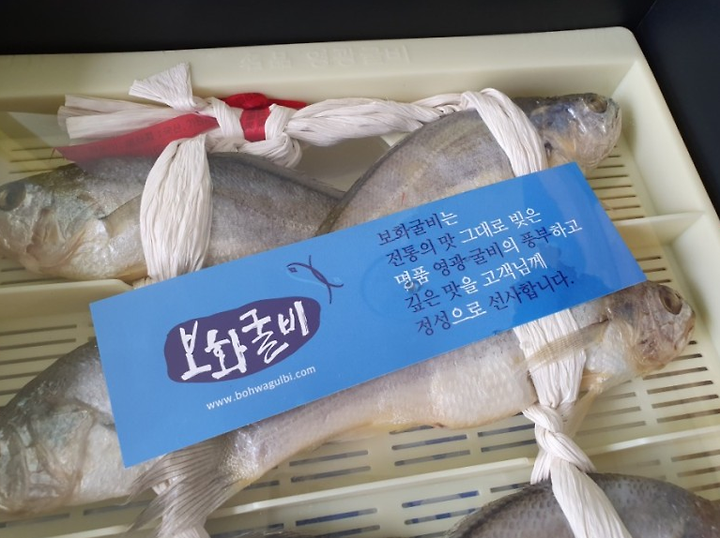 보화굴비
www.bohwagulbi.com
보화굴비는
전통의 맛 그대로 빚은
명품 영광굴비의 풍부하고
깊은 맛을 고객님께
정성으로 선사합니다.